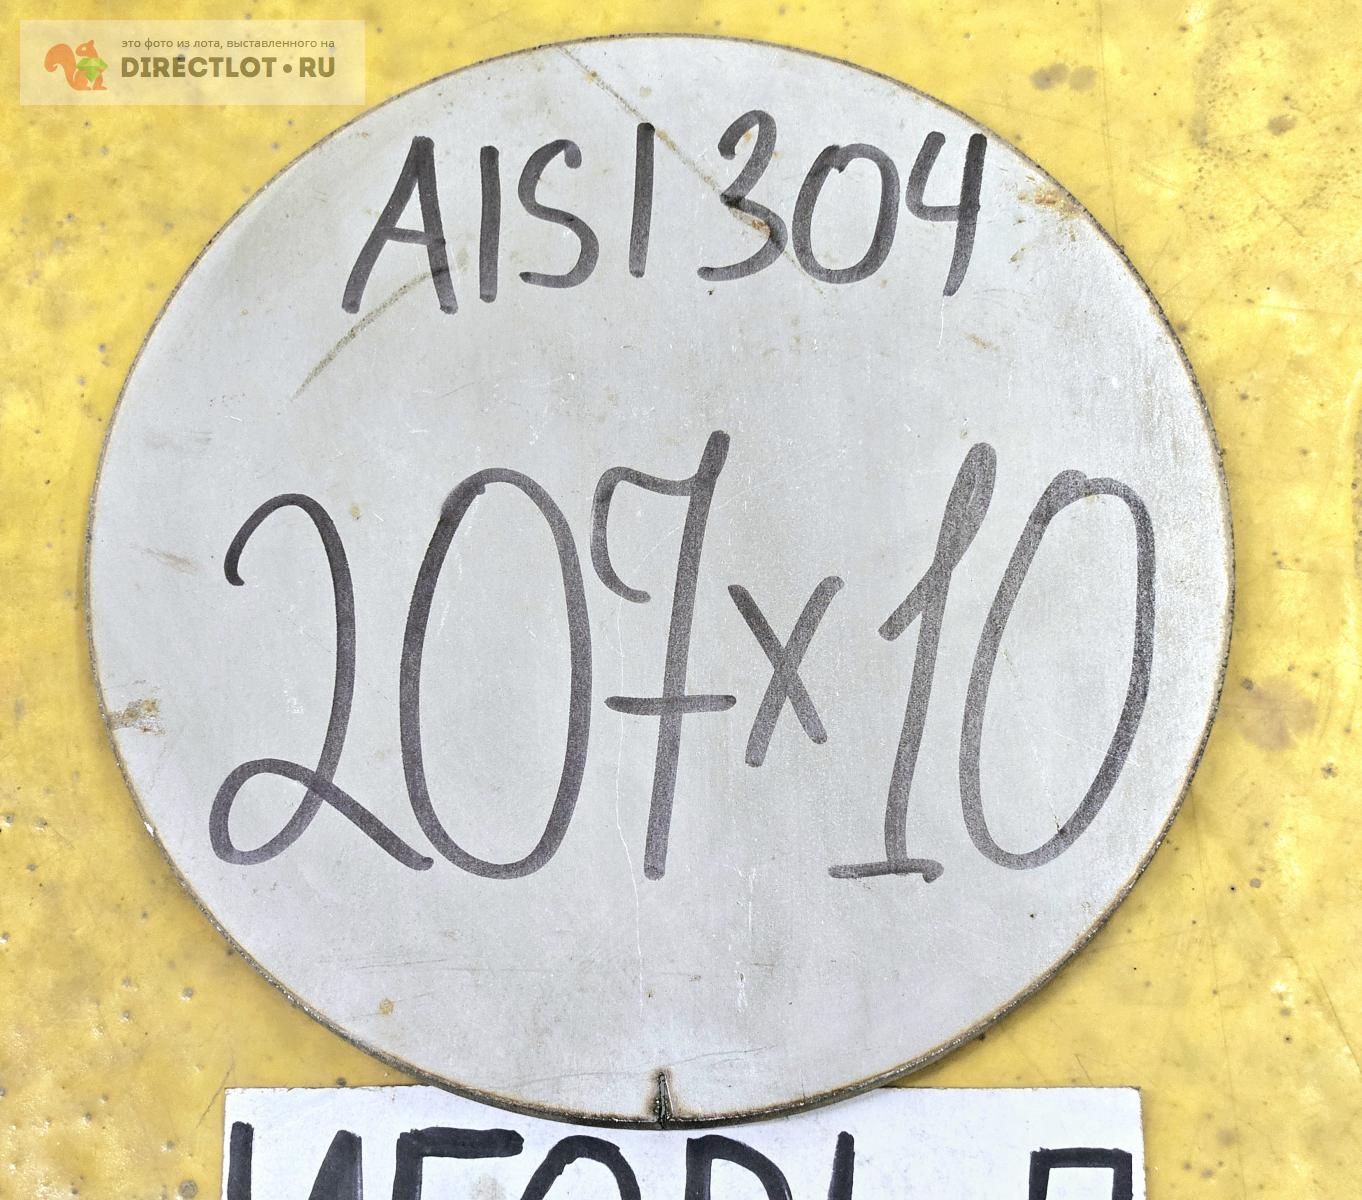 это фото из лота, выставленного на
DIRECTLOT•RU
AISI 304
207x10